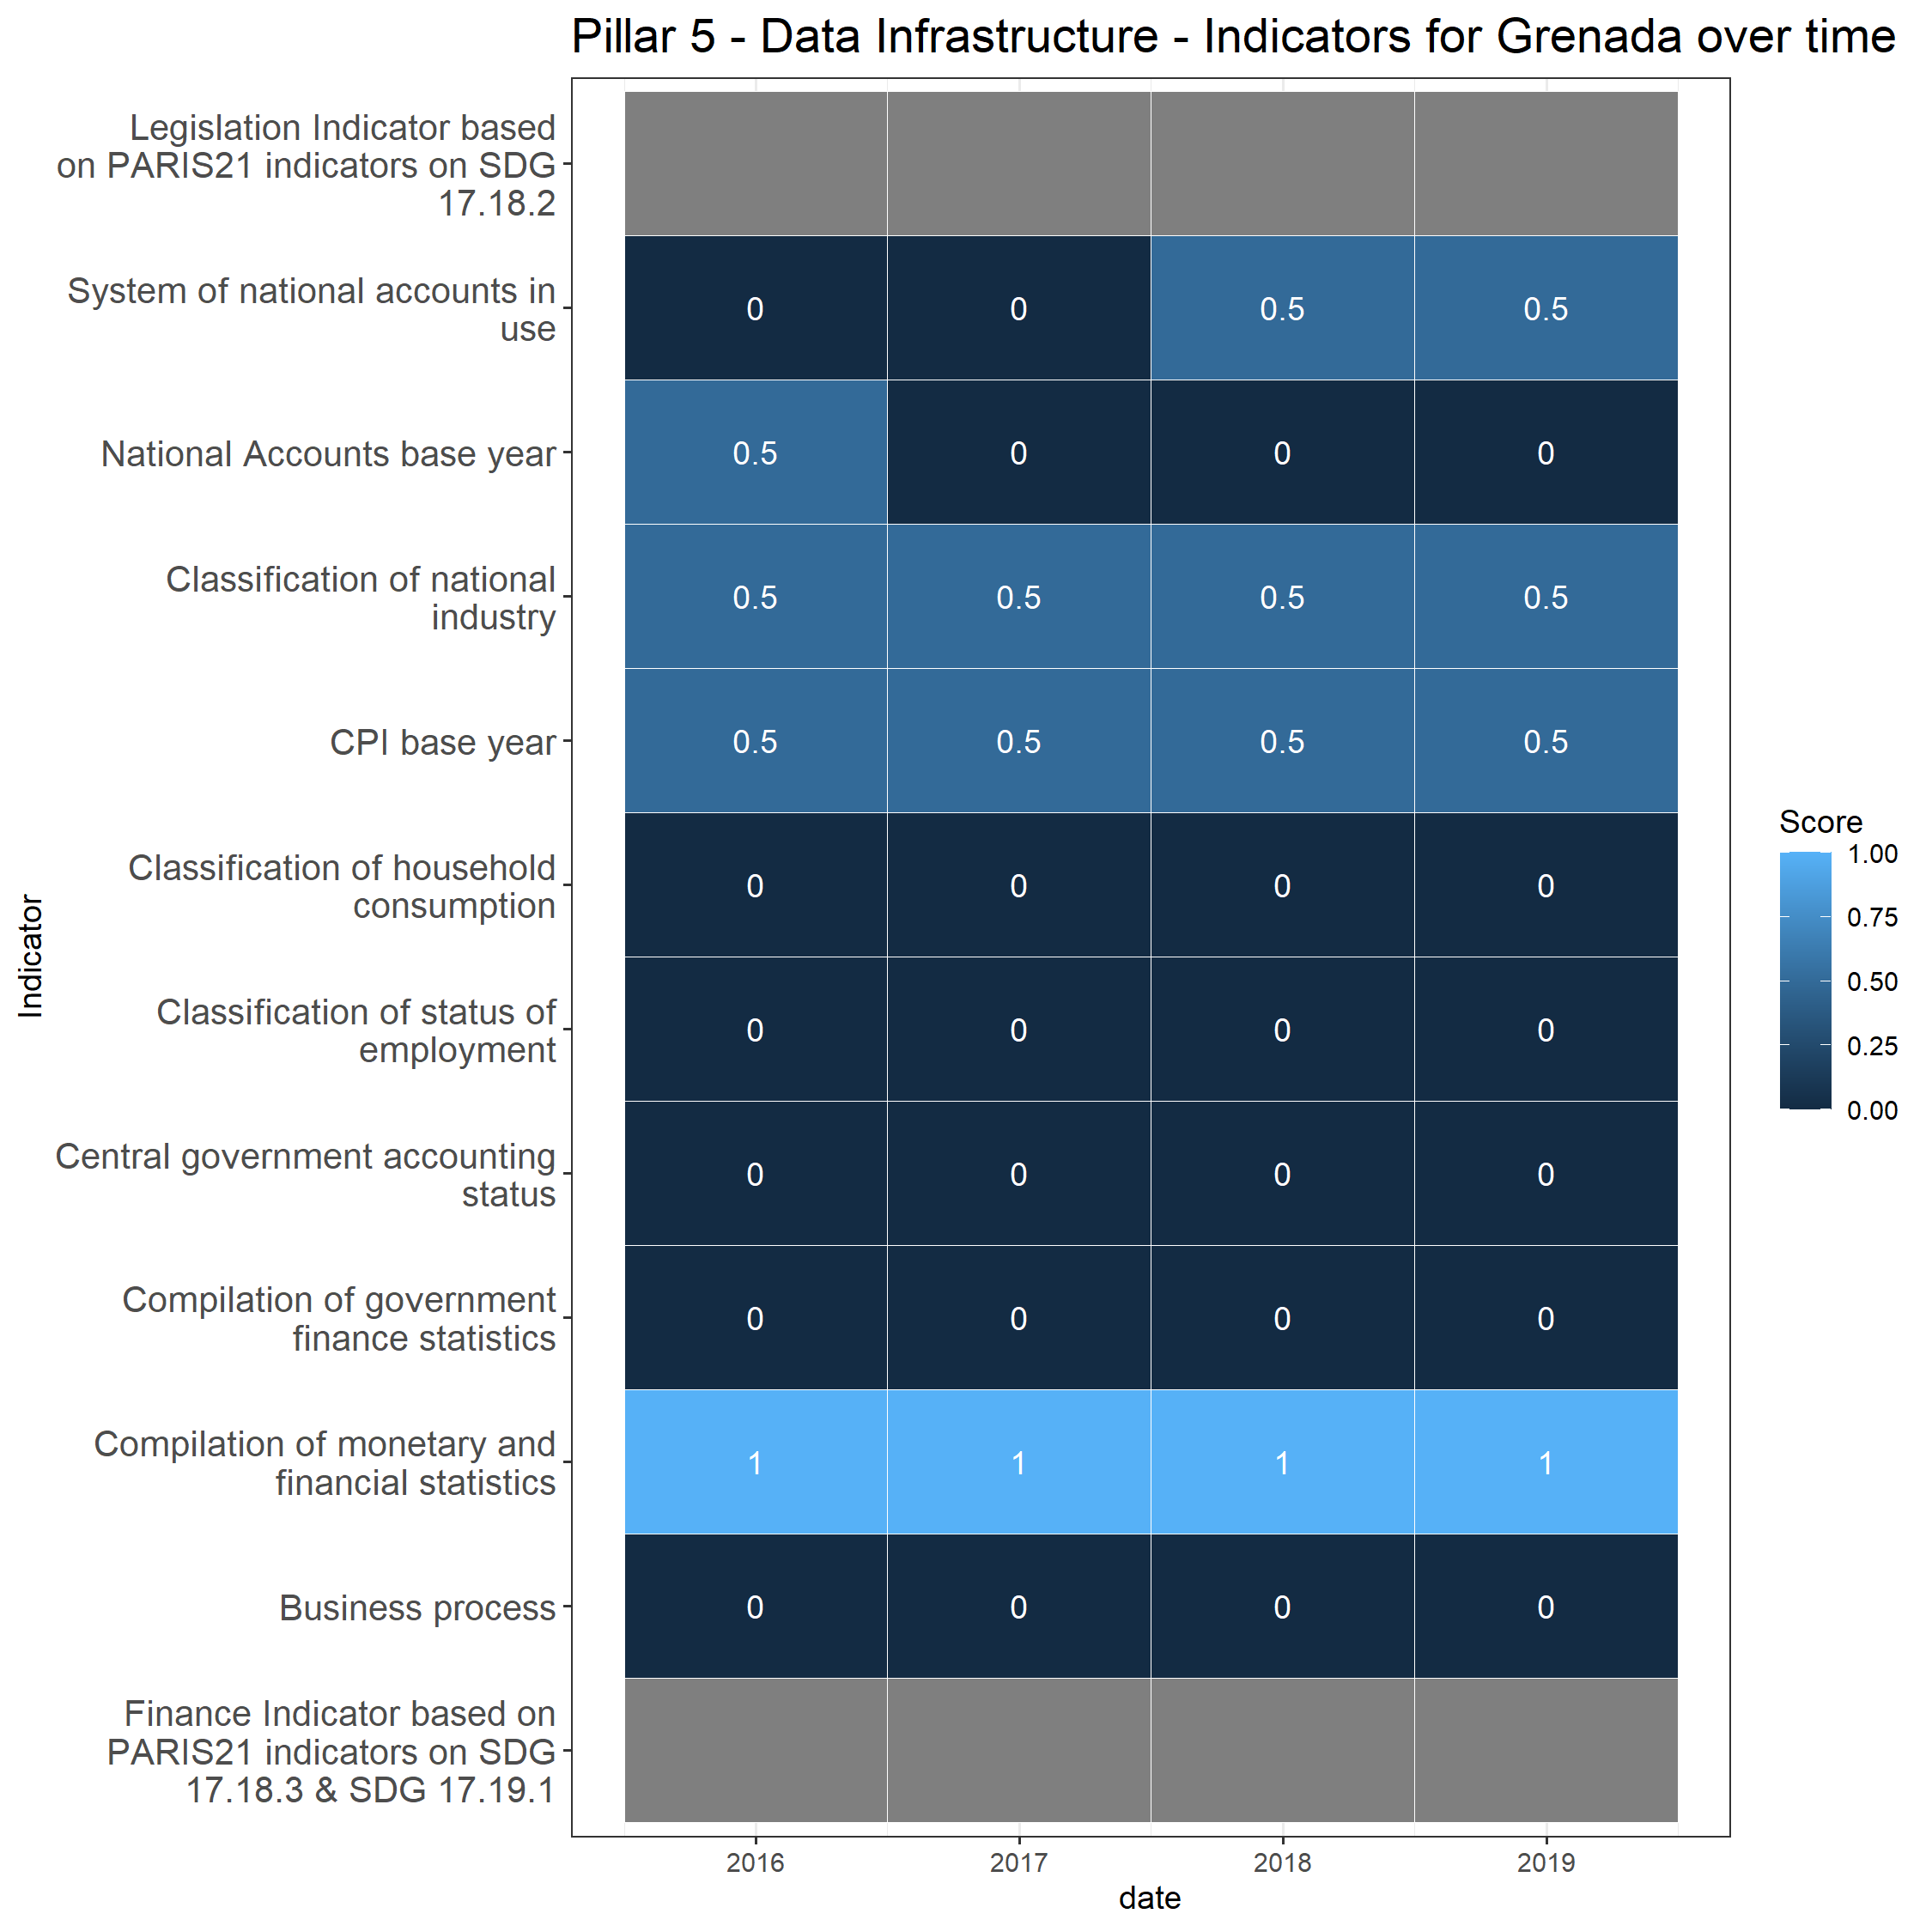 Pillar 5 - Data Infrastructure - Indicators for Grenada over time
Legislation Indicator based
on PARIS21 indicators on SDG
17.18.2
System of national accounts in
use
0 0 0.5 0.5
National Accounts base year
0.5 0 0 0
Classification of national
industry
0.5 0.5 0.5 0.5
CPI base year
0.5 0.5 0.5 0.5
Classification of household
consumption
0 0 0 0
Classification of status of
employment
0 0 0 0
Central government accounting
status
0 0 0 0
Compilation of government
finance statistics
0 0 0 0
Compilation of monetary and
financial statistics
1 1 1 1
Business process
0 0 0 0
Finance Indicator based on
PARIS21 indicators on SDG
17.18.3 & SDG 17.19.1
Indicator
2016 2017 2018 2019
date
Score
1.00
0.75
0.50
0.25
0.00